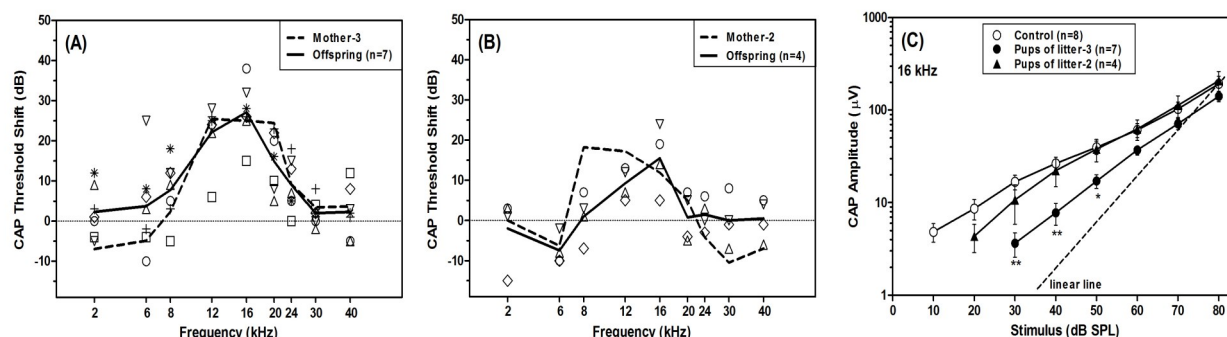 (A)
Mother-3
Offspring (n=7)
CAP Threshold Shift (dB)
50
40
30
20
10
0
-10
2 6 8 12 16 20 24 30 40
Frequency (kHz)
(B)
Mother-2
Offspring (n=4)
CAP Threshold Shift (dB)
50
40
30
20
10
0
-10
2 6 8 12 16 20 24 30 40
Frequency (kHz)
(C)
Control (n=8)
Pups of litter-3 (n=7)
Pups of litter-2 (n=4)
16 kHz
CAP Amplitude (μV)
1000
100
10
1
*
**
**
linear line
0 10 20 30 40 50 60 70 80
Stimulus (dB SPL)